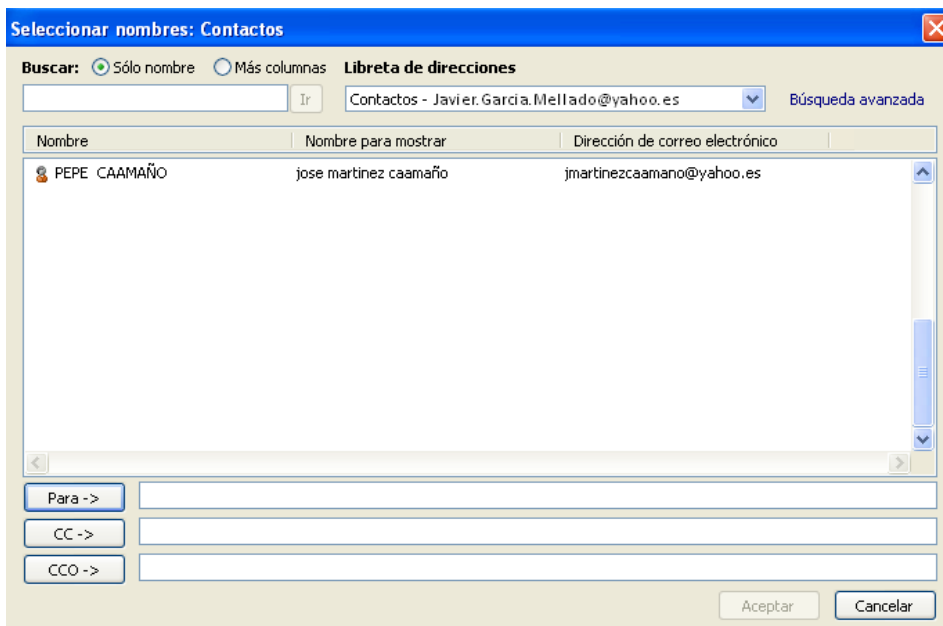 Seleccionar nombres: Contactos
Buscar: Sólo nombre Más columnas Libreta de direcciones
Ir Contactos - Javier.Garcia.Mellado@yahoo.es Búsqueda avanzada
Nombre Nombre para mostrar Dirección de correo electrónico
PEPE CAAMAÑO jose martinez caamaño jmartinezcaamano@yahoo.es
Para ->
CC ->
CCO ->
Aceptar Cancelar